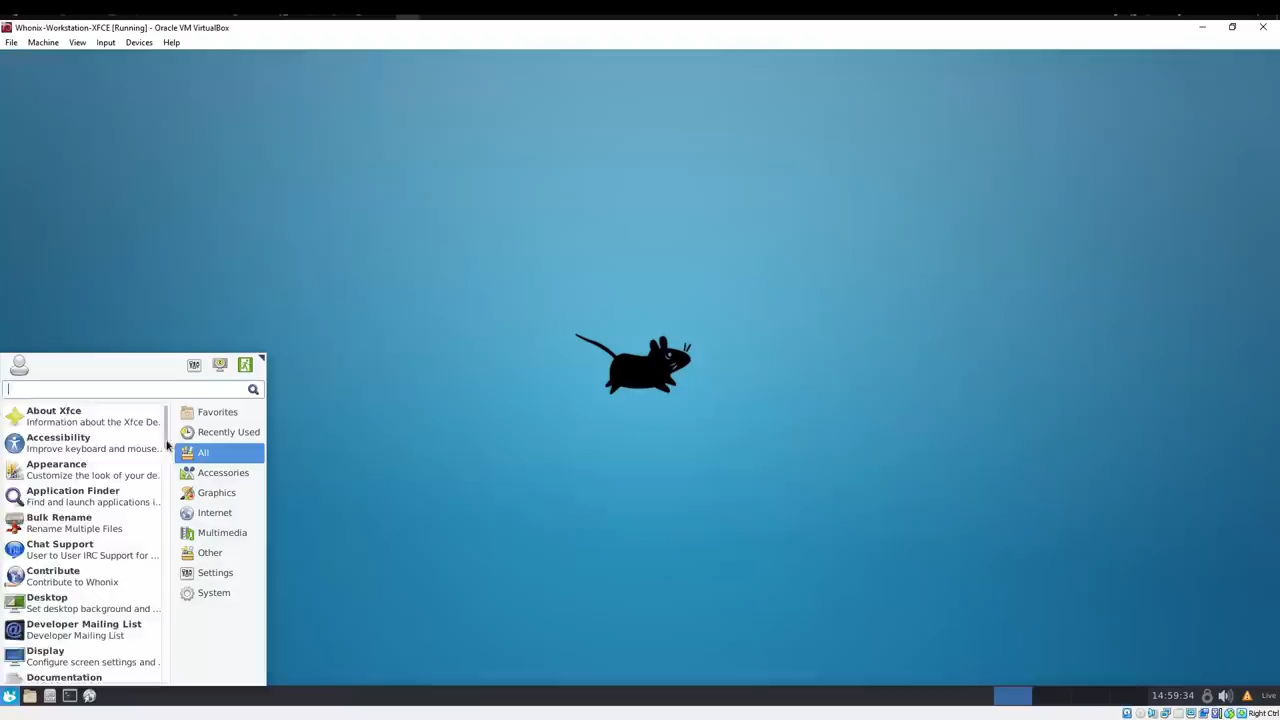 Whonix-Workstation-XFCE [Running] - Oracle VM VirtualBox
File Machine View Input Devices Help
About Xfce
Information about the Xfce De...
Accessibility
Improve keyboard and mouse...
Appearance
Customize the look of your de...
Application Finder
Find and launch applications i...
Bulk Rename
Rename Multiple Files
Chat Support
User to User IRC Support for ...
Contribute
Contribute to Whonix
Desktop
Set desktop background and ...
Developer Mailing List
Developer Mailing List
Display
Configure screen settings and ...
Documentation
Favorites
Recently Used
All
Accessories
Graphics
Internet
Multimedia
Other
Settings
System
14:59:34
Live
Right Ctrl